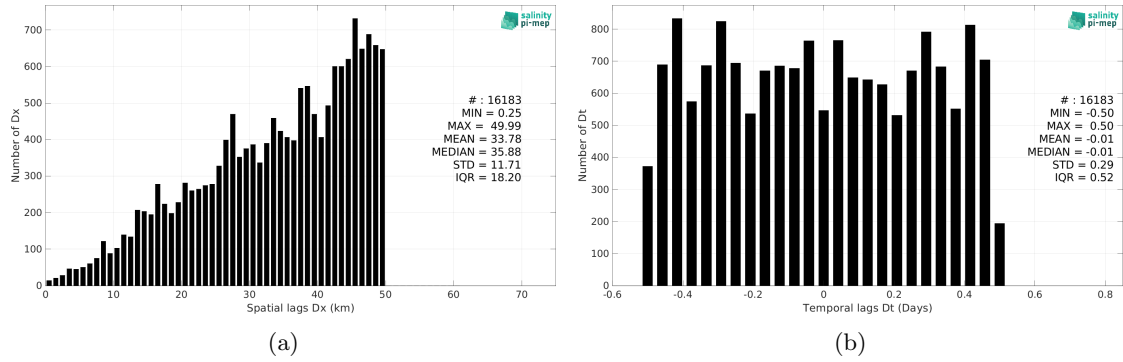 salinity
pi-mep
700
600
500
400
300
200
100
0
Number of Dx
# : 16183
MIN = 0.25
MAX = 49.99
MEAN = 33.78
MEDIAN = 35.88
STD = 11.71
IQR = 18.20
0 10 20 30 40 50 60 70
Spatial lags Dx (km)
(a)
salinity
pi-mep
800
700
600
500
400
300
200
100
0
Number of Dt
# : 16183
MIN = -0.50
MAX = 0.50
MEAN = -0.01
MEDIAN = -0.01
STD = 0.29
IQR = 0.52
-0.6 -0.4 -0.2 0 0.2 0.4 0.6 0.8
Temporal lags Dt (Days)
(b)